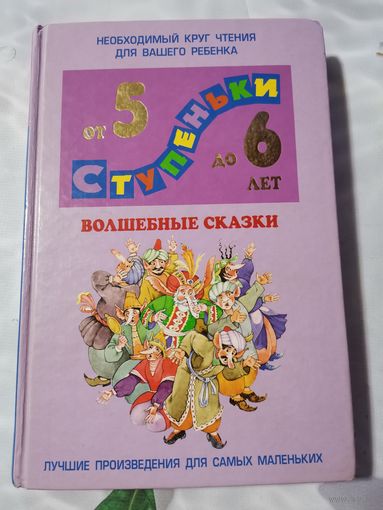 НЕОБХОДИМЫЙ КРУГ ЧТЕНИЯ
ДЛЯ ВАШЕГО РЕБЕНКА
от 5
СТУПЕНЬКИ
до 6
ЛЕТ
ВОЛШЕБНЫЕ СКАЗКИ
ЛУЧШИЕ ПРОИЗВЕДЕНИЯ ДЛЯ САМЫХ МАЛЕНЬКИХ